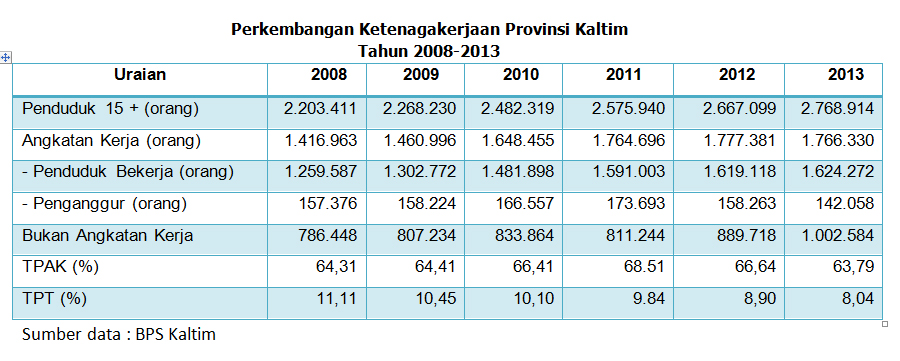 Perkembangan Ketenagakerjaan Provinsi Kaltim
Tahun 2008-2013
Uraian 2008 2009 2010 2011 2012 2013
Penduduk 15 + (orang) 2.203.411 2.268.230 2.482.319 2.575.940 2.667.099 2.768.914
Angkatan Kerja (orang) 1.416.963 1.460.996 1.648.455 1.764.696 1.777.381 1.766.330
- Penduduk Bekerja (orang) 1.259.587 1.302.772 1.481.898 1.591.003 1.619.118 1.624.272
- Penganggur (orang) 157.376 158.224 166.557 173.693 158.263 142.058
Bukan Angkatan Kerja 786.448 807.234 833.864 811.244 889.718 1.002.584
TPAK (%) 64,31 64,41 66,41 68.51 66,64 63,79
TPT (%) 11,11 10,45 10,10 9.84 8,90 8,04
Sumber data : BPS Kaltim